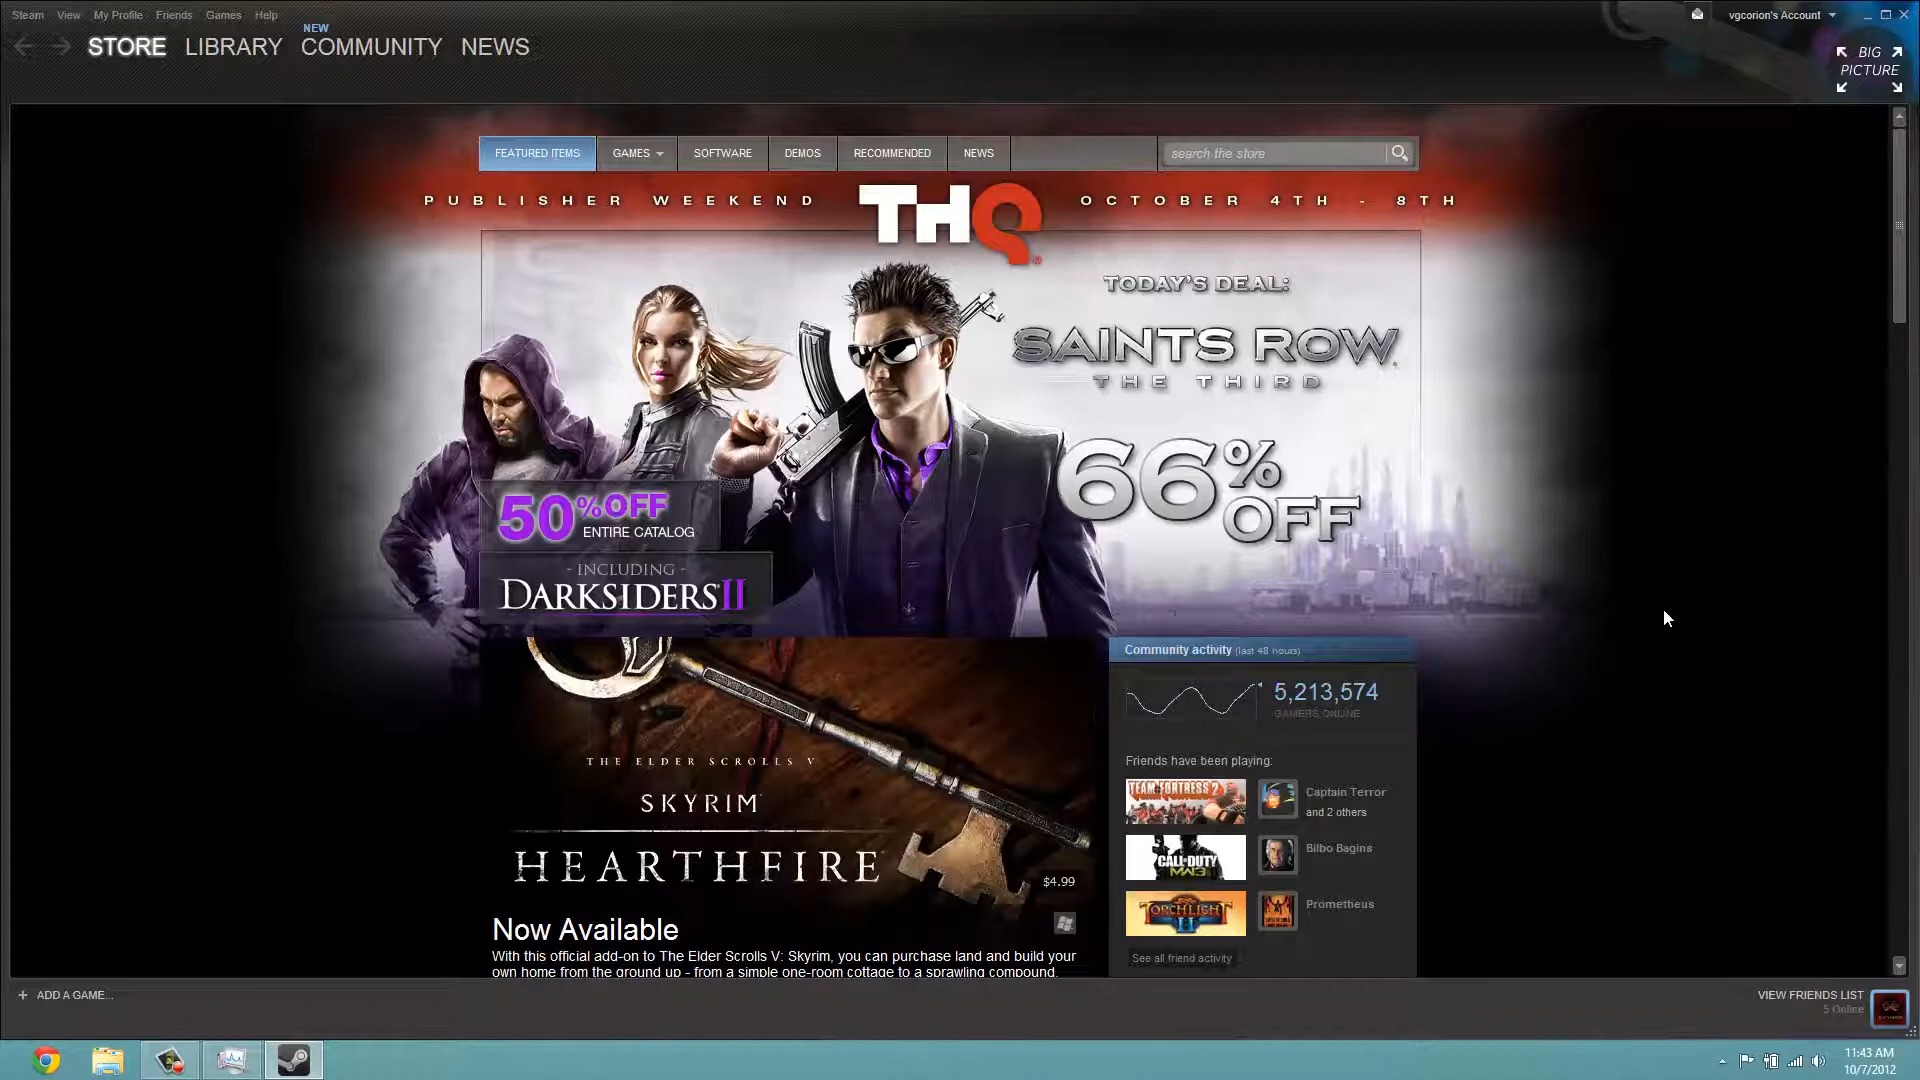 Steam View My Profile Friends Games Help
vgcorion's Account
STORE LIBRARY COMMUNITY NEWS
NEW
BIG
PICTURE
FEATURED ITEMS GAMES SOFTWARE DEMOS RECOMMENDED NEWS
search the store
PUBLISHER WEEKEND THQ OCTOBER 4TH - 8TH
TODAY'S DEAL:
SAINTS ROW
THE THIRD
66% OFF
50% OFF
ENTIRE CATALOG
- INCLUDING -
DARKSIDERS II
THE ELDER SCROLLS V
SKYRIM
HEARTHFIRE
$4.99
Now Available
With this official add-on to The Elder Scrolls V: Skyrim, you can purchase land and build your
own home from the ground up - from a simple one-room cottage to a sprawling compound.
Community activity (last 48 hours)
5,213,574
GAMERS ONLINE
Friends have been playing:
TEAM FORTRESS 2
Captain Terror
and 2 others
CALL OF DUTY
MW3
Bilbo Bagins
TORCHLIGHT
II
Prometheus
See all friend activity
+ ADD A GAME...
VIEW FRIENDS LIST
5 Online
11:43 AM
10/7/2012